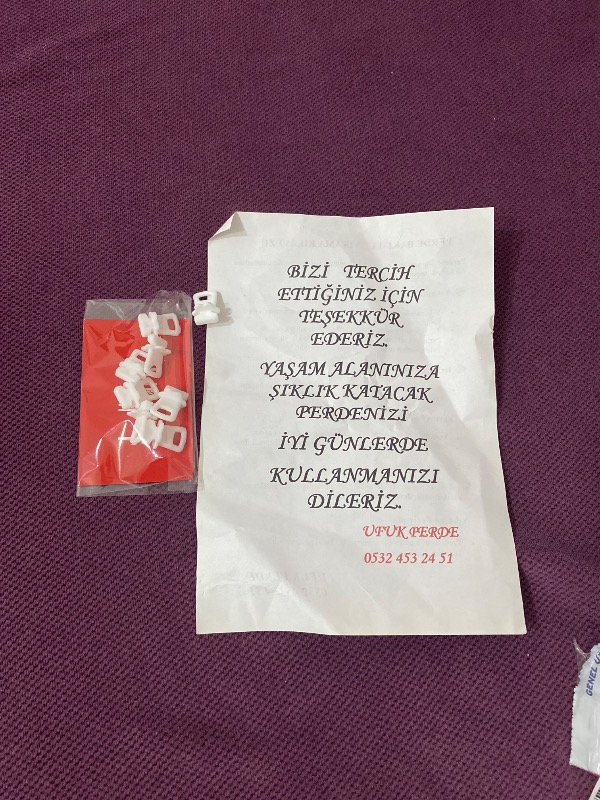 BİZİ TERCİH
ETTİĞİNİZ İÇİN
TEŞEKKÜR
EDERİZ.
YAŞAM ALANINIZA
ŞIKLIK KATACAK
PERDENİZİ
İYİ GÜNLERDE
KULLANMANIZI
DİLERİZ.
UFUK PERDE
0532 453 24 51
GENEL